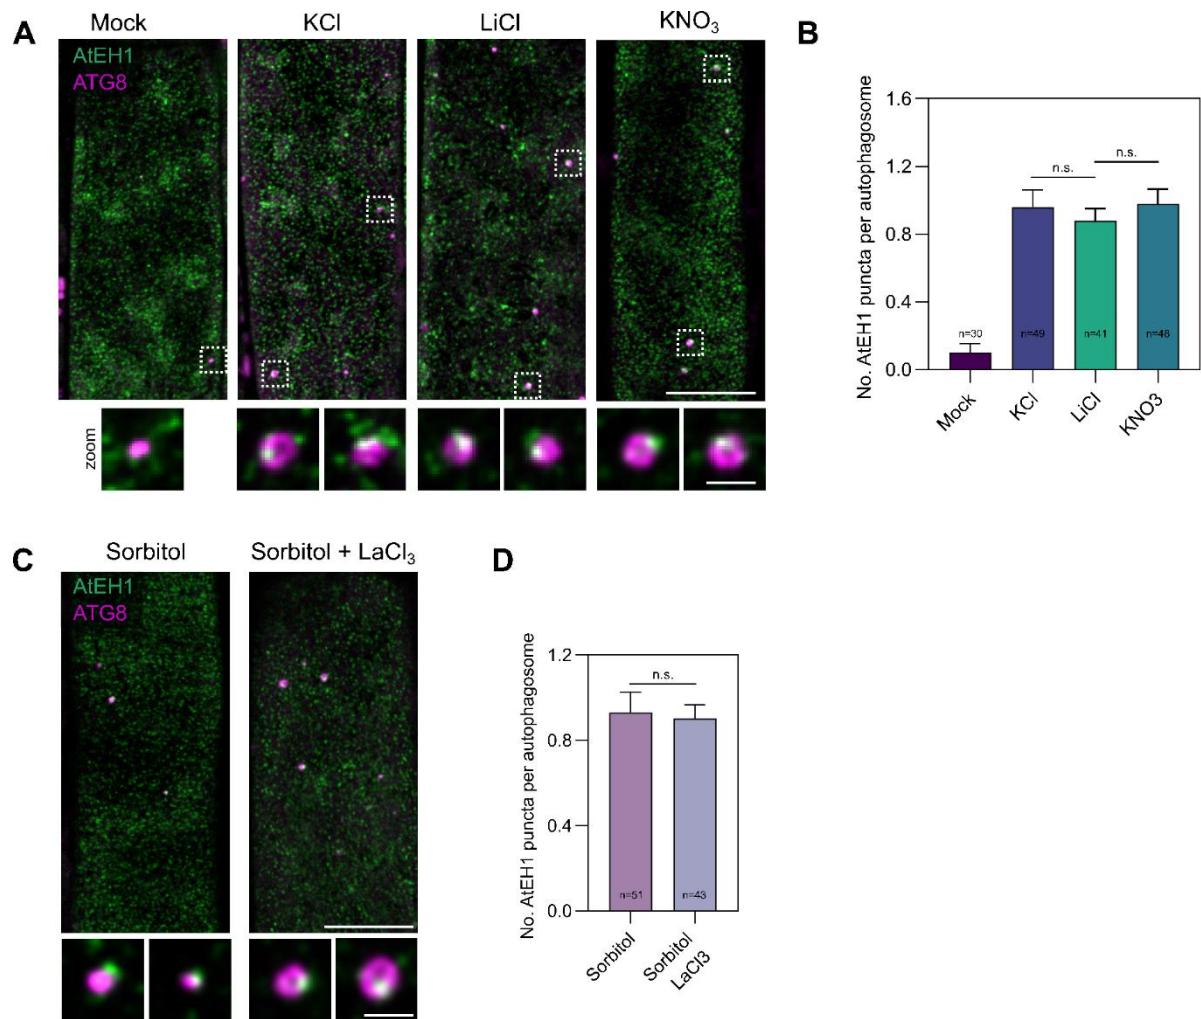 A
Mock
KCl
LiCl
KNO₃
AtEH1
ATG8
zoom
B
No. AtEH1 puncta per autophagosome
1.6
1.2
0.8
0.4
0.0
n.s.
n.s.
n=30
n=49
n=41
n=48
Mock
KCl
LiCl
KNO3
C
Sorbitol
Sorbitol + LaCl₃
AtEH1
ATG8
D
No. AtEH1 puncta per autophagosome
1.2
0.8
0.4
0.0
n.s.
n=51
n=43
Sorbitol
Sorbitol
LaCl3